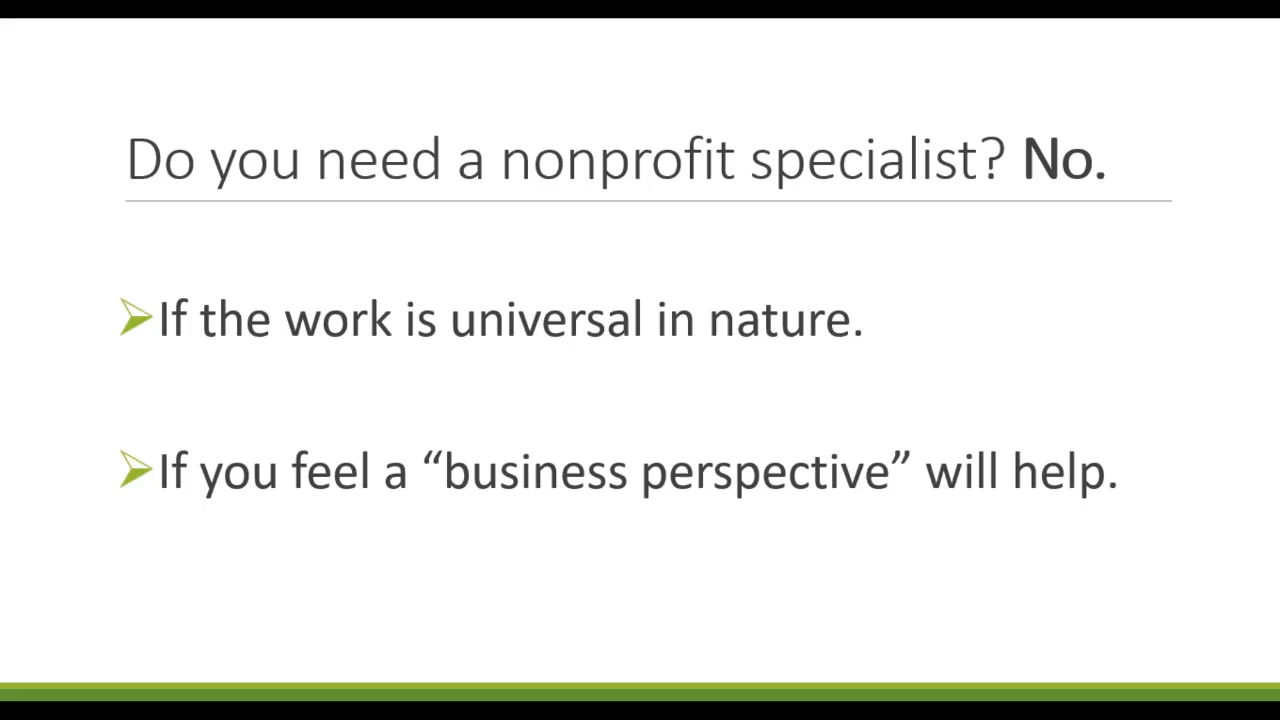 Do you need a nonprofit specialist? No.
If the work is universal in nature.
If you feel a “business perspective” will help.